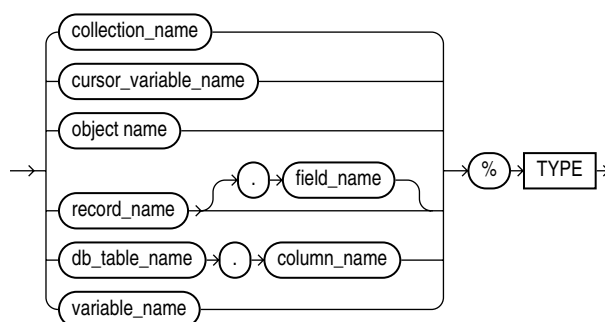 collection_name
cursor_variable_name
object name
. field_name
% TYPE
record_name
db_table_name . column_name
variable_name